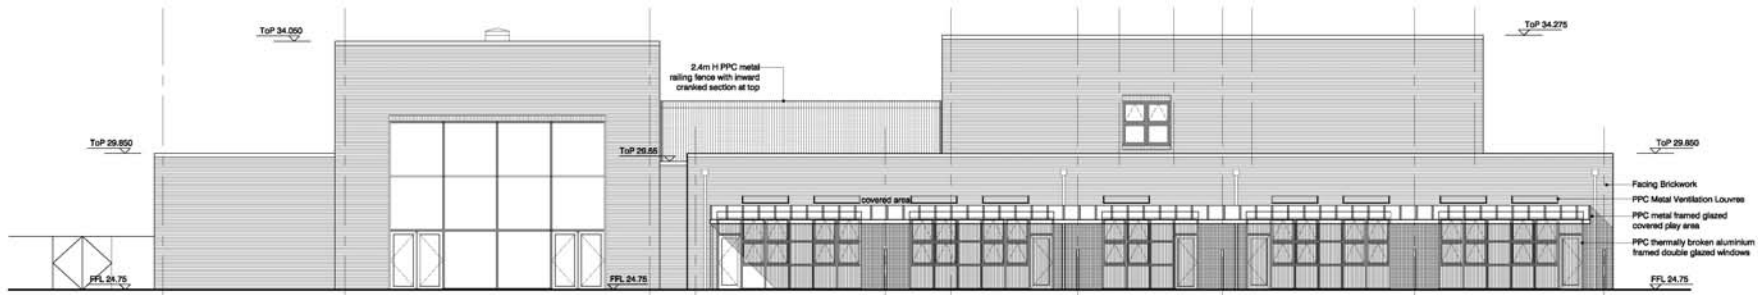 ToP 34.050
ToP 34.275
2.4m H PPC metal
railing fence with inward
cranked section at top
ToP 29.850
ToP 29.55
ToP 29.850
Facing Brickwork
PPC Metal Ventilation Louvres
covered area
PPC metal framed glazed
covered play area
PPC thermally broken aluminium
framed double glazed windows
FFL 24.75
FFL 24.75
FFL 24.75